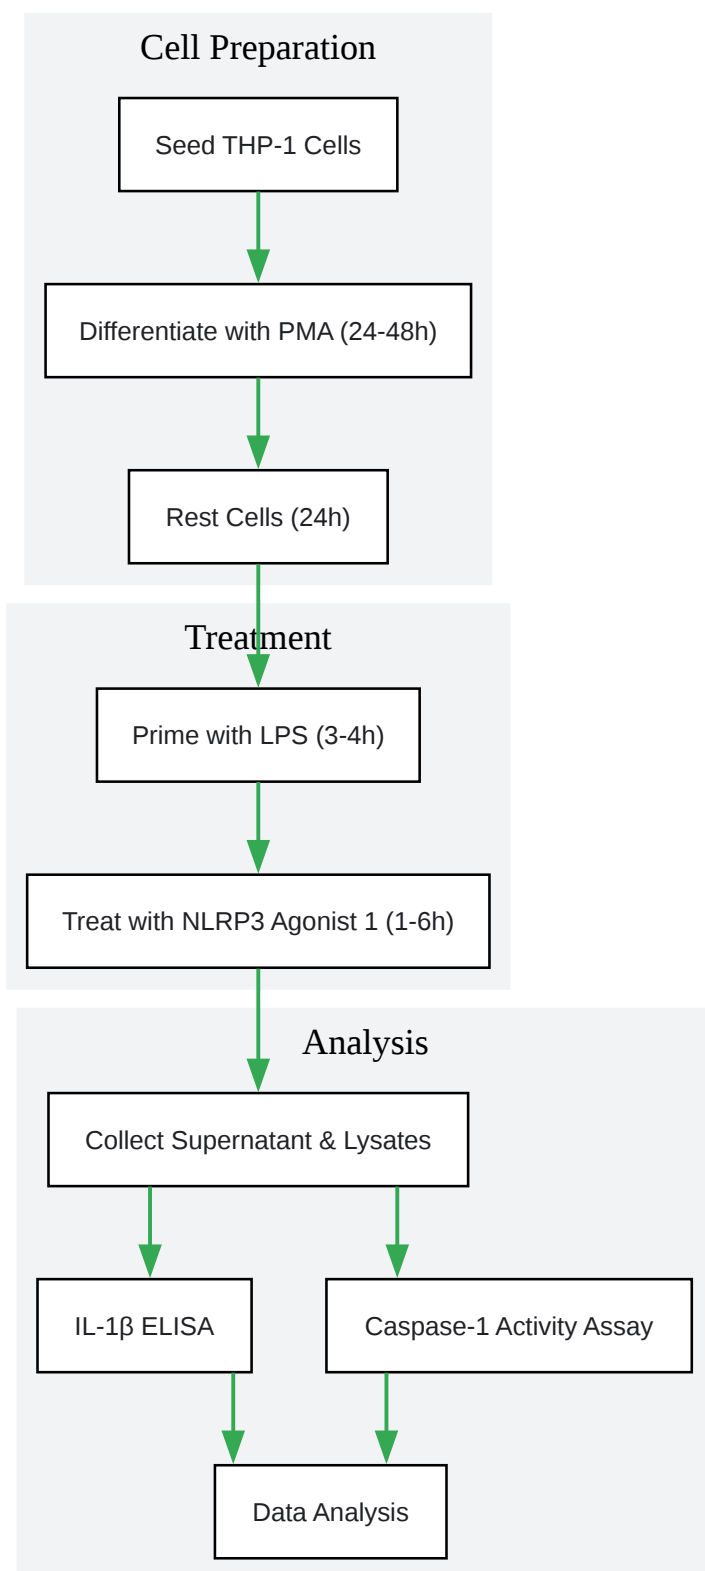 Cell Preparation
Seed THP-1 Cells
Differentiate with PMA (24-48h)
Rest Cells (24h)
Treatment
Prime with LPS (3-4h)
Treat with NLRP3 Agonist 1 (1-6h)
Analysis
Collect Supernatant & Lysates
IL-1β ELISA
Caspase-1 Activity Assay
Data Analysis